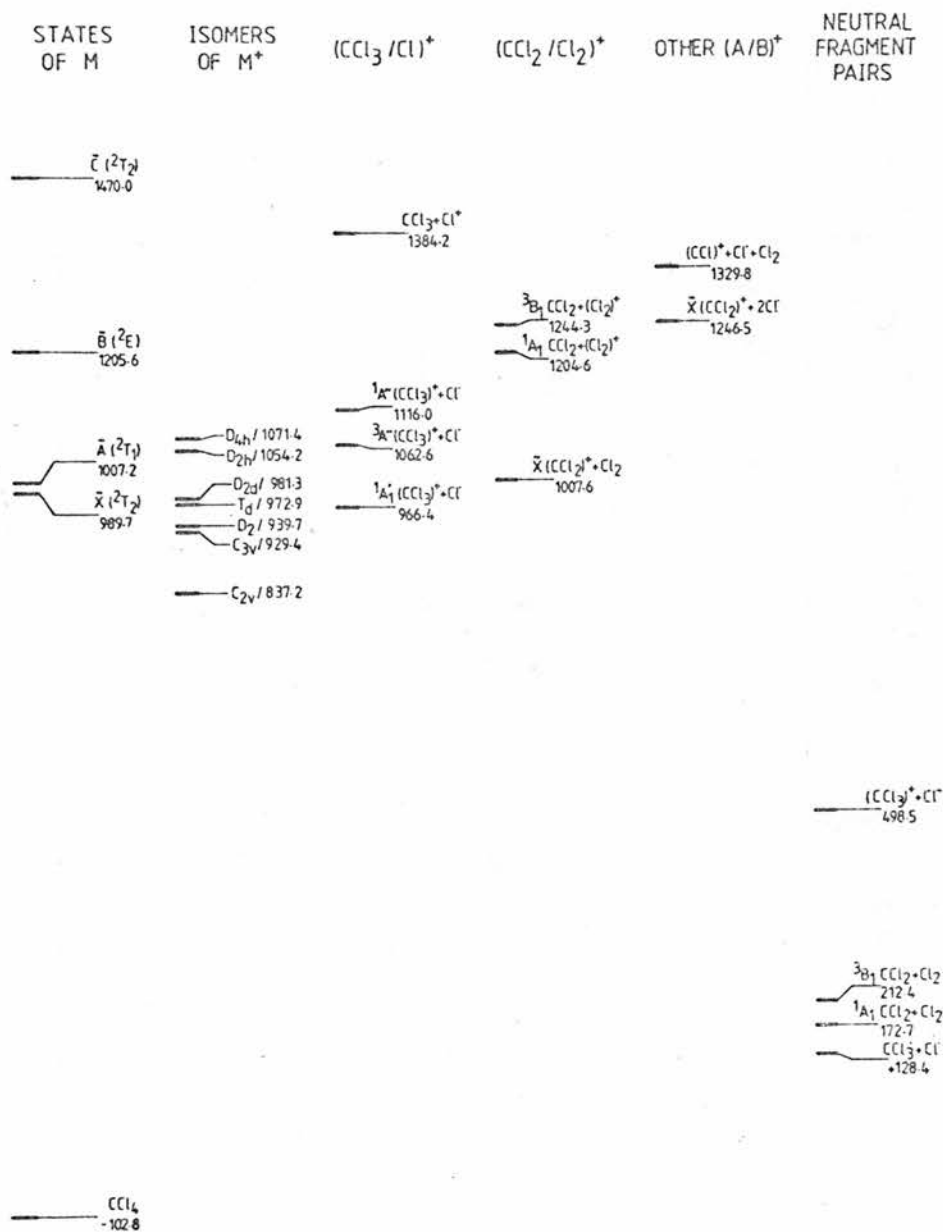 STATES
OF M
ISOMERS
OF M⁺
(CCl₃/Cl)⁺
(CCl₂/Cl₂)⁺
OTHER (A/B)⁺
NEUTRAL
FRAGMENT
PAIRS
C̃ (²T₂)
1470·0
B̃ (²E)
1205·6
Ã (²T₁)
1007·2
X̃ (²T₂)
989·7
CCl₄
-102·8
D₄ₕ / 1071·4
D₂ₕ / 1054·2
D₂d / 981·3
Td / 972·9
D₂ / 939·7
C₃ᵥ / 929·4
C₂ᵥ / 837·2
CCl₃+Cl⁺
1384·2
¹A″(CCl₃)⁺+Cl·
1116·0
³A″(CCl₃)⁺+Cl·
1062·6
¹A₁′(CCl₃)⁺+Cl·
966·4
³B₁ CCl₂+(Cl₂)⁺
1244·3
¹A₁ CCl₂+(Cl₂)⁺
1204·6
X̃(CCl₂)⁺+Cl₂
1007·6
(CCl)⁺+Cl·+Cl₂
1329·8
X̃(CCl₂)⁺+2Cl·
1246·5
(CCl₃)⁺+Cl⁻
498·5
³B₁ CCl₂+Cl₂
212·4
¹A₁ CCl₂+Cl₂
172·7
CCl₃·+Cl·
+128·4